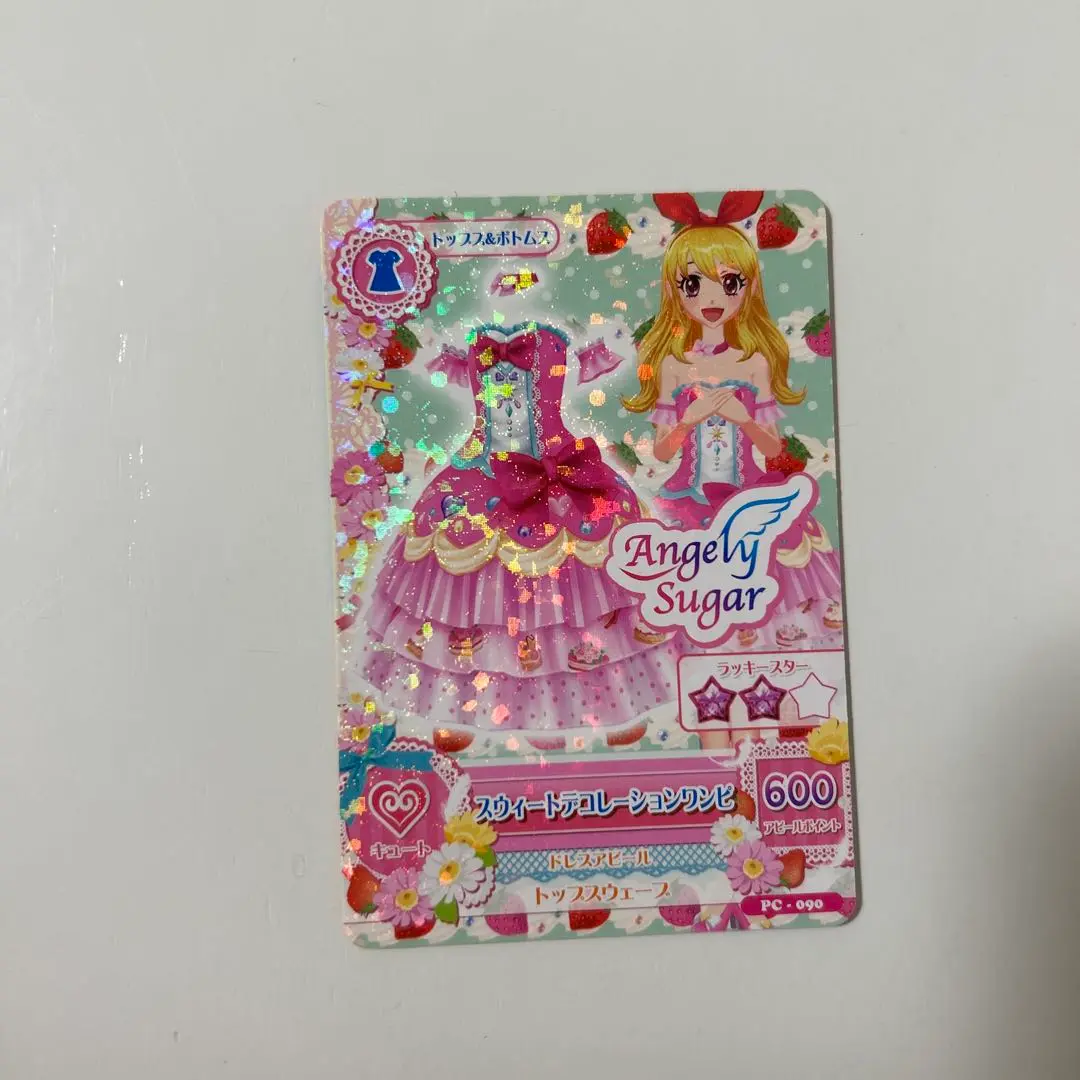 トップス&ボトムス
Angely
Sugar
ラッキースター
スウィートデコレーションワンピ
600
アピールポイント
キュート
ドレスアピール
トップスウェーブ
PC - 090